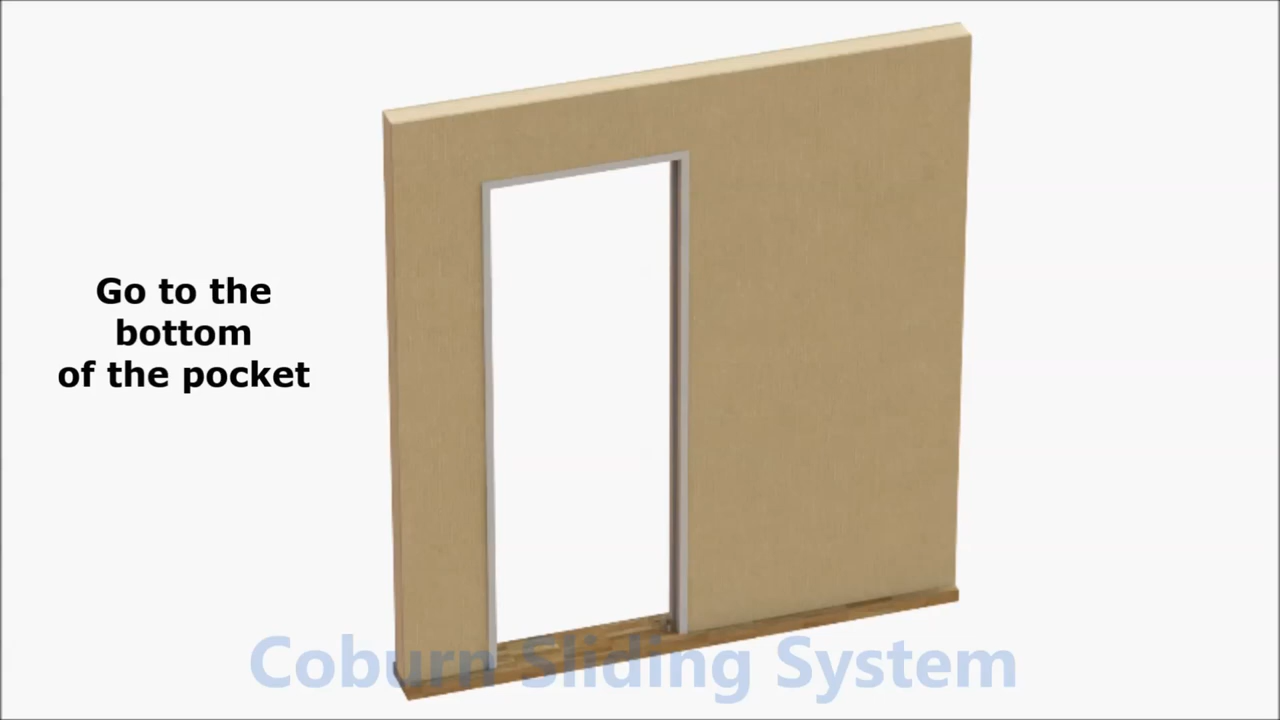 Go to the
bottom
of the pocket
Coburn Sliding System